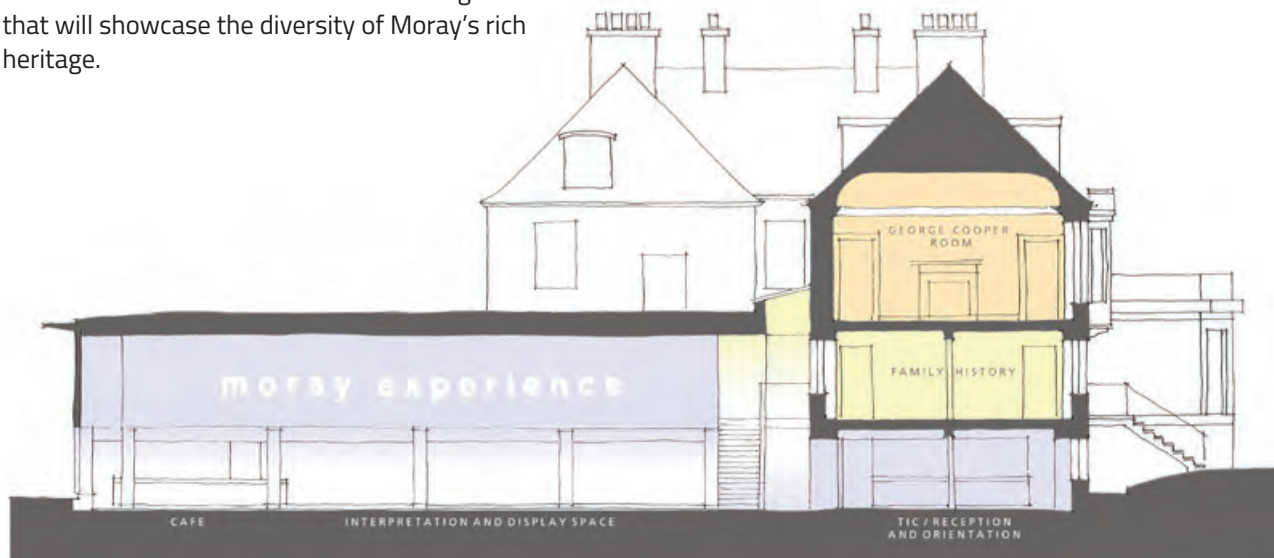 that will showcase the diversity of Moray's rich
heritage.
GEORGE COOPER
ROOM
FAMILY HISTORY
moray experience
CAFE
INTERPRETATION AND DISPLAY SPACE
TIC / RECEPTION
AND ORIENTATION